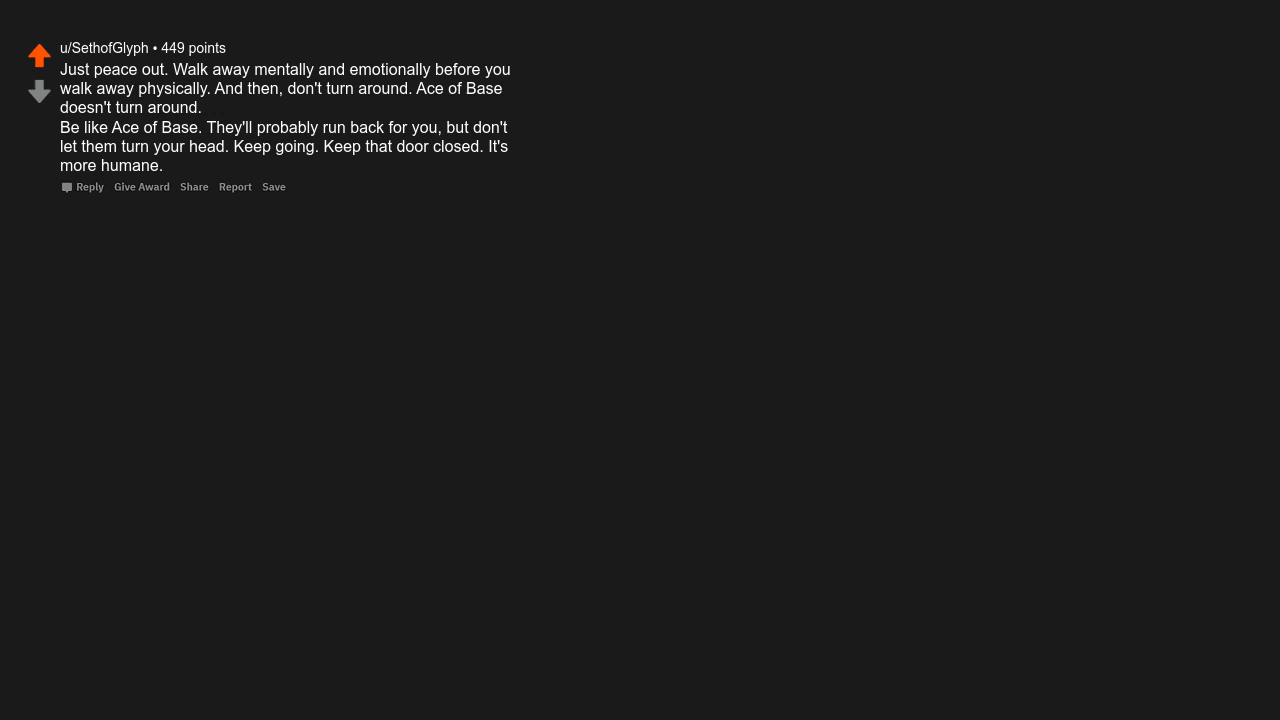 u/SethofGlyph • 449 points
Just peace out. Walk away mentally and emotionally before you
walk away physically. And then, don't turn around. Ace of Base
doesn't turn around.
Be like Ace of Base. They'll probably run back for you, but don't
let them turn your head. Keep going. Keep that door closed. It's
more humane.
Reply Give Award Share Report Save